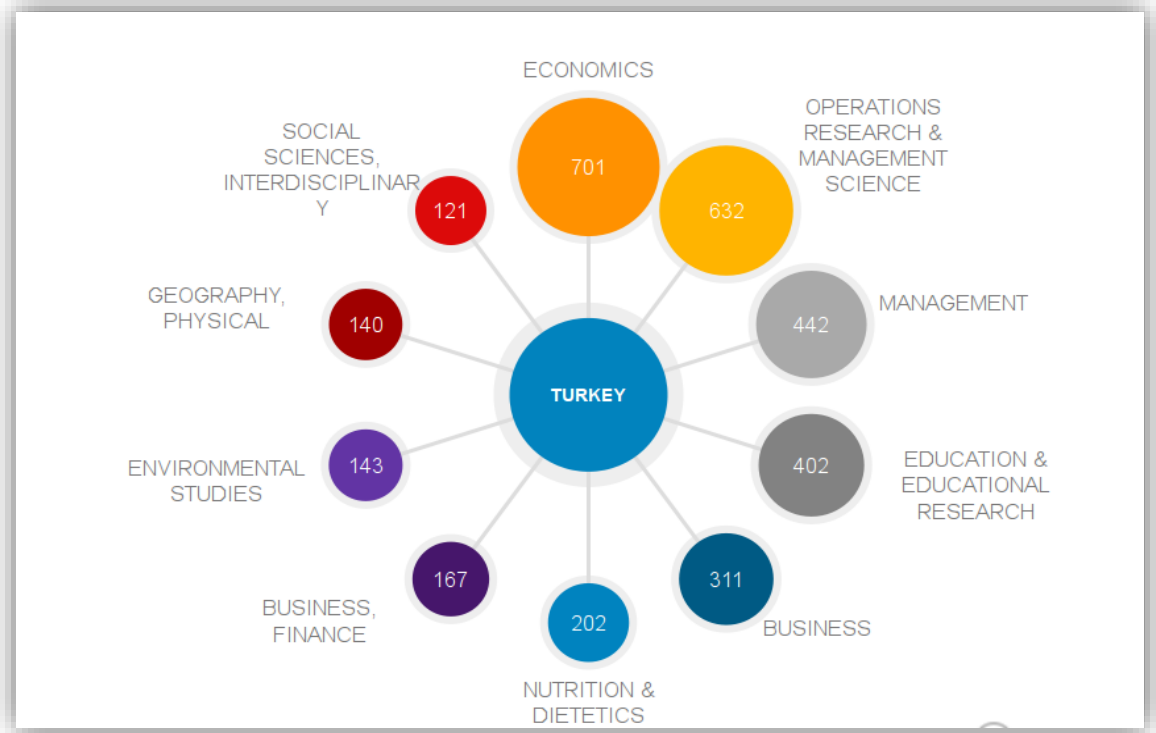 ECONOMICS
701
OPERATIONS
RESEARCH &
MANAGEMENT
SCIENCE
632
MANAGEMENT
442
EDUCATION &
EDUCATIONAL
RESEARCH
402
BUSINESS
311
NUTRITION &
DIETETICS
202
BUSINESS,
FINANCE
167
ENVIRONMENTAL
STUDIES
143
GEOGRAPHY,
PHYSICAL
140
SOCIAL
SCIENCES,
INTERDISCIPLINAR
Y
121
TURKEY